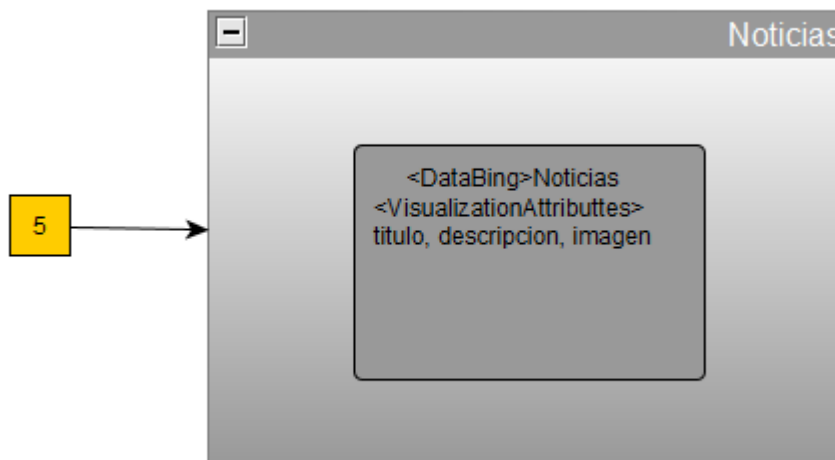 Noticias
<DataBing>Noticias
<VisualizationAttributtes>
titulo, descripcion, imagen
5